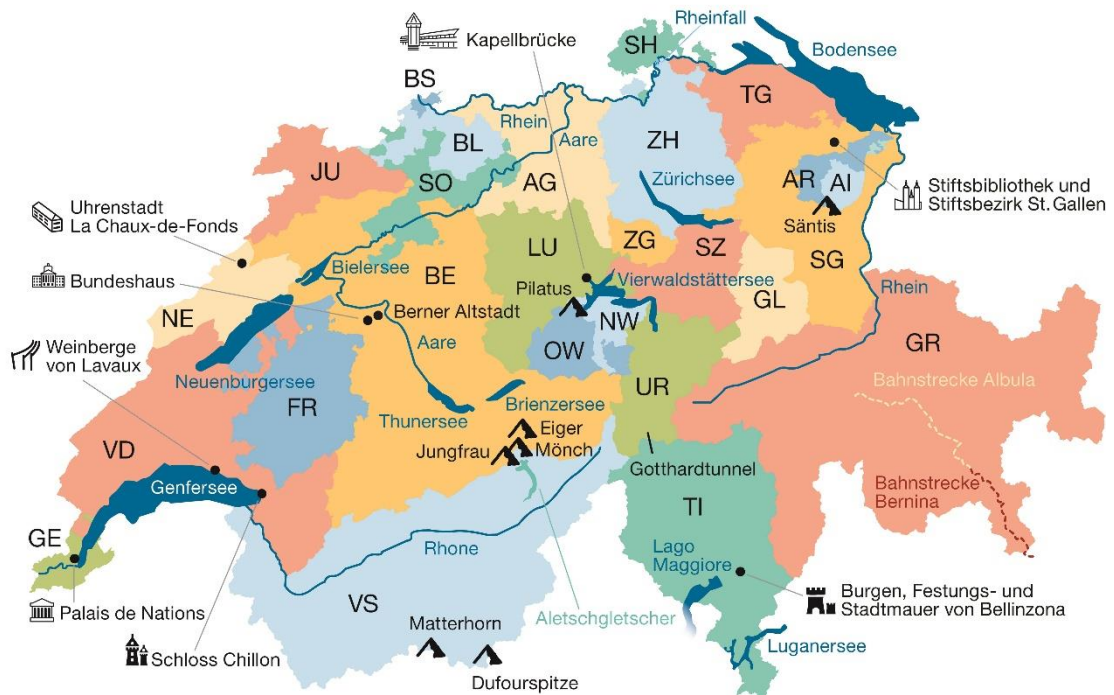 Rheinfall
SH
Kapellbrücke
Bodensee
BS
TG
Rhein
BL
Aare
ZH
JU
SO
AG
Zürichsee
AR
AI
Stiftsbibliothek und
Stiftsbezirk St. Gallen
Säntis
Uhrenstadt
La Chaux-de-Fonds
LU
ZG
SZ
SG
Bielersee
BE
Vierwaldstättersee
Bundeshaus
Pilatus
GL
Rhein
NE
Berner Altstadt
NW
Weinberge
von Lavaux
Aare
OW
GR
Neuenburgersee
UR
Bahnstrecke Albula
FR
Thunersee
Brienzersee
VD
Eiger
Jungfrau
Mönch
Gotthardtunnel
Genfersee
Bahnstrecke
Bernina
TI
GE
Rhone
Lago
Maggiore
Aletschgletscher
Palais de Nations
VS
Burgen, Festungs- und
Stadtmauer von Bellinzona
Matterhorn
Schloss Chillon
Luganersee
Dufourspitze